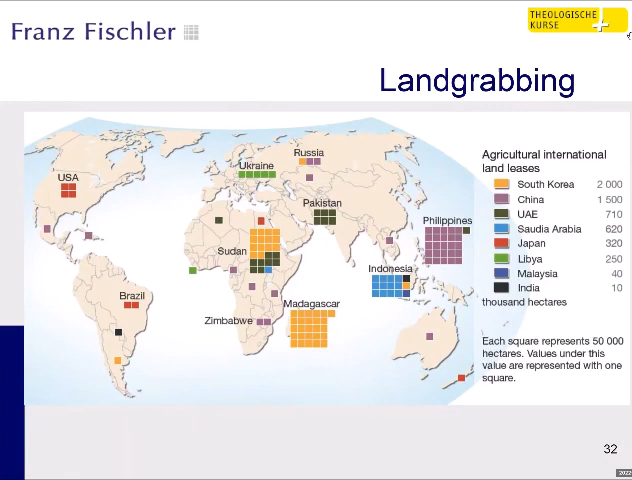 Franz Fischler
THEOLOGISCHE
KURSE
Landgrabbing
Agricultural international
land leases
South Korea 2 000
China 1 500
UAE 710
Saudia Arabia 620
Japan 320
Libya 250
Malaysia 40
India 10
thousand hectares
Each square represents 50 000
hectares. Values under this
value are represented with one
square.
USA
Ukraine
Russia
Pakistan
Philippines
Sudan
Indonesia
Brazil
Madagascar
Zimbabwe
32
2022